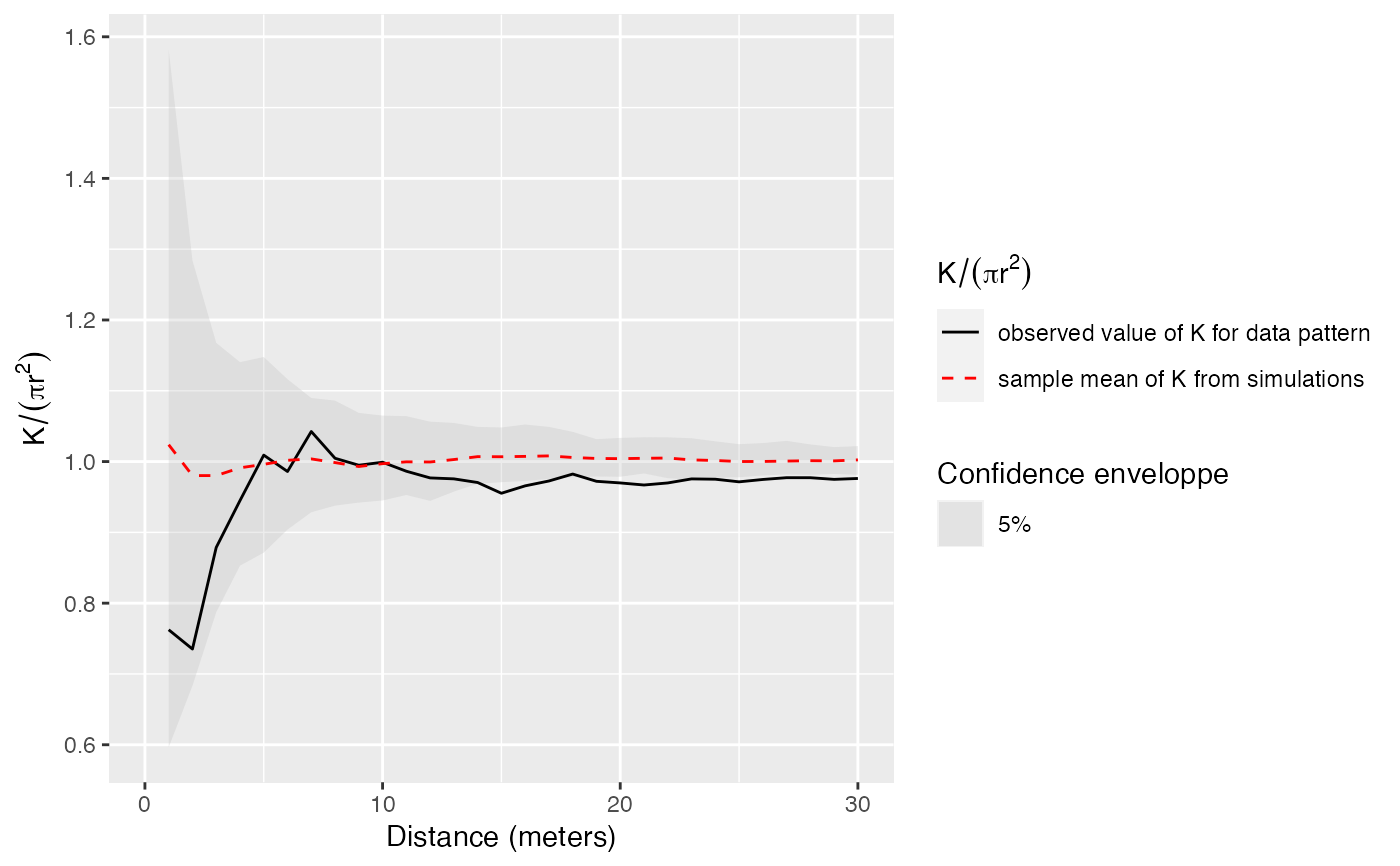 1.6
1.4
1.2
1.0
0.8
0.6
K/(πr²)
0 10 20 30
Distance (meters)
K/(πr²)
observed value of K for data pattern
sample mean of K from simulations
Confidence enveloppe
5%